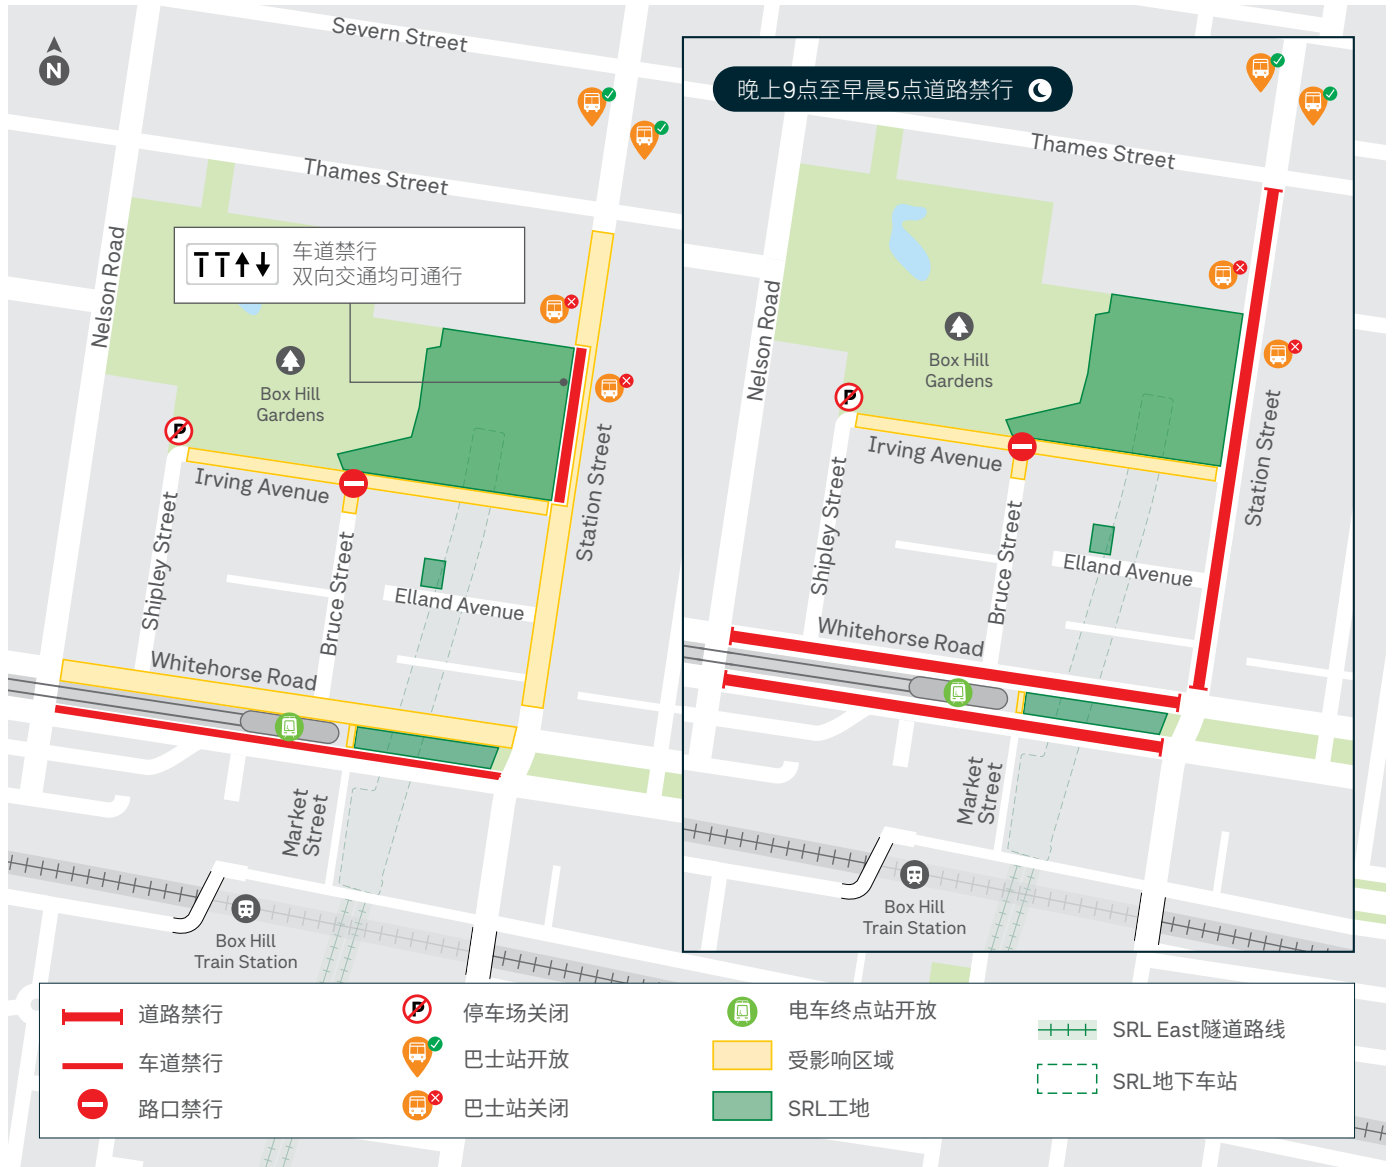 Severn Street
N
Thames Street
Nelson Road
车道禁行
双向交通均可通行
Box Hill
Gardens
P
Irving Avenue
Shipley Street
Bruce Street
Station Street
Elland Avenue
Whitehorse Road
Market
Street
Box Hill
Train Station
晚上9点至早晨5点道路禁行
Thames Street
Nelson Road
Box Hill
Gardens
P
Irving Avenue
Shipley Street
Bruce Street
Station Street
Elland Avenue
Whitehorse Road
Market
Street
Box Hill
Train Station
道路禁行
车道禁行
路口禁行
P
停车场关闭
巴士站开放
巴士站关闭
电车终点站开放
受影响区域
SRL工地
SRL East隧道路线
SRL地下车站